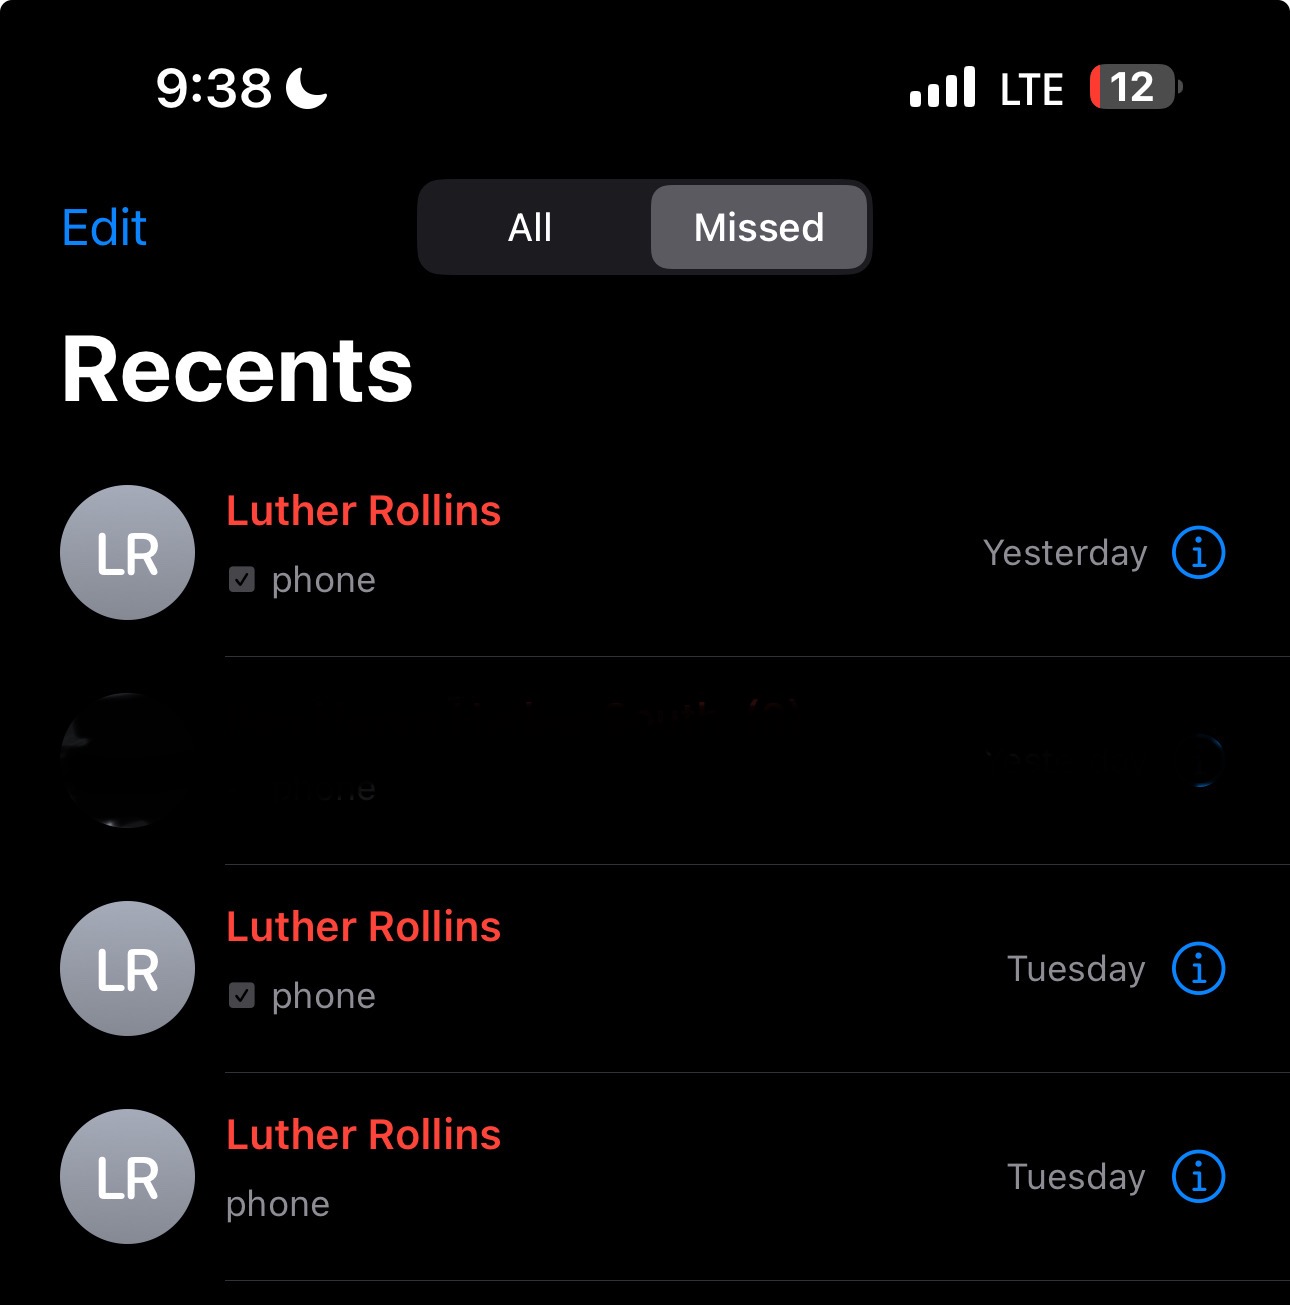 9:38 LTE 12
Edit All Missed
Recents
LR Luther Rollins
phone Yesterday
phone
LR Luther Rollins
phone Tuesday
LR Luther Rollins
phone Tuesday